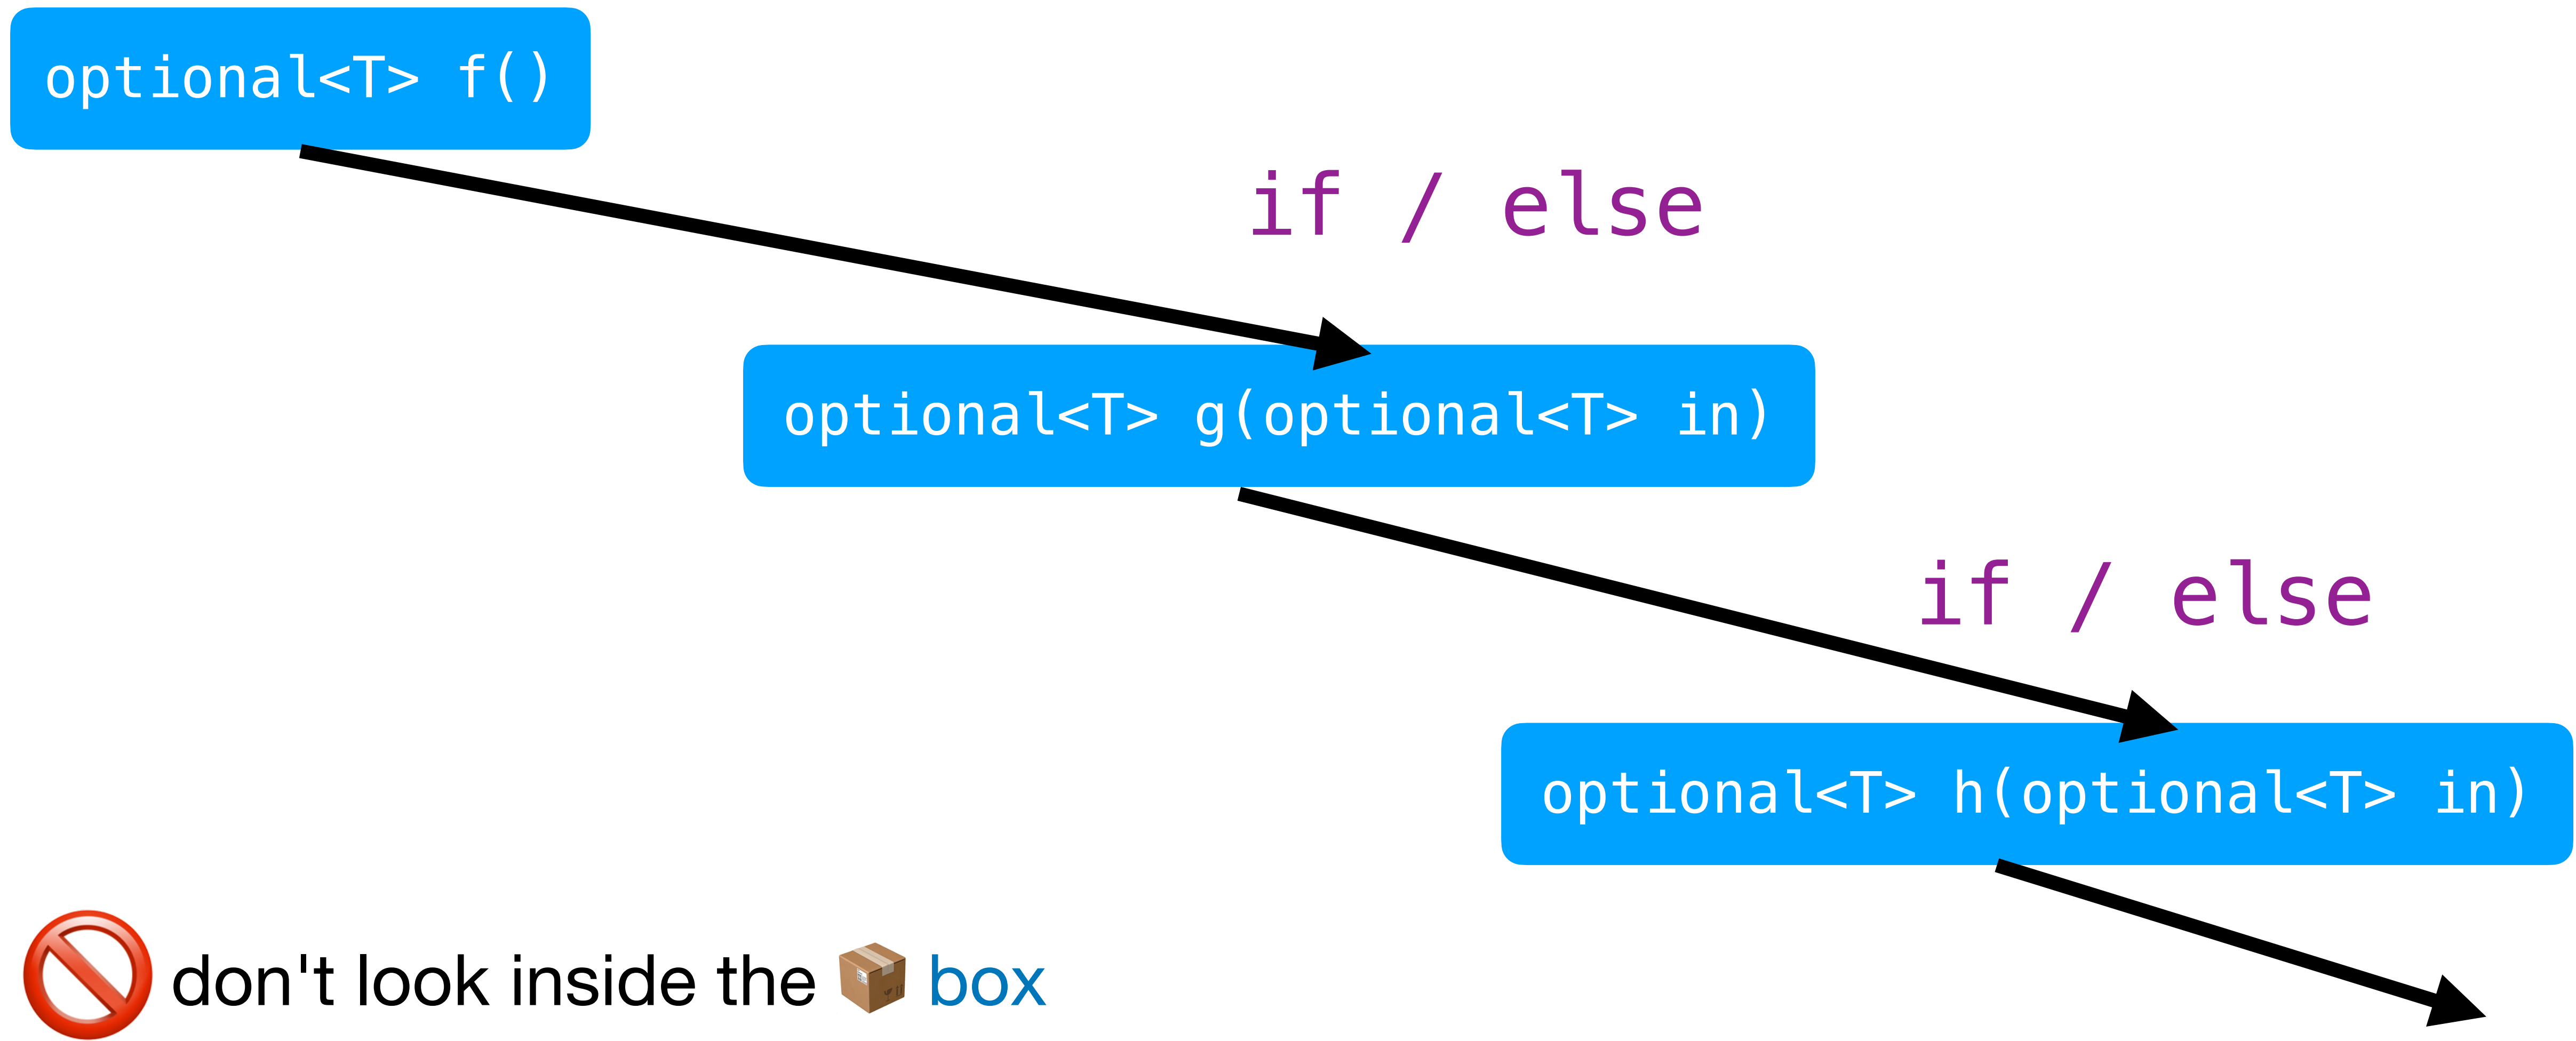 optional<T> f()
if / else
optional<T> g(optional<T> in)
if / else
optional<T> h(optional<T> in)
🚫 don't look inside the 📦 box